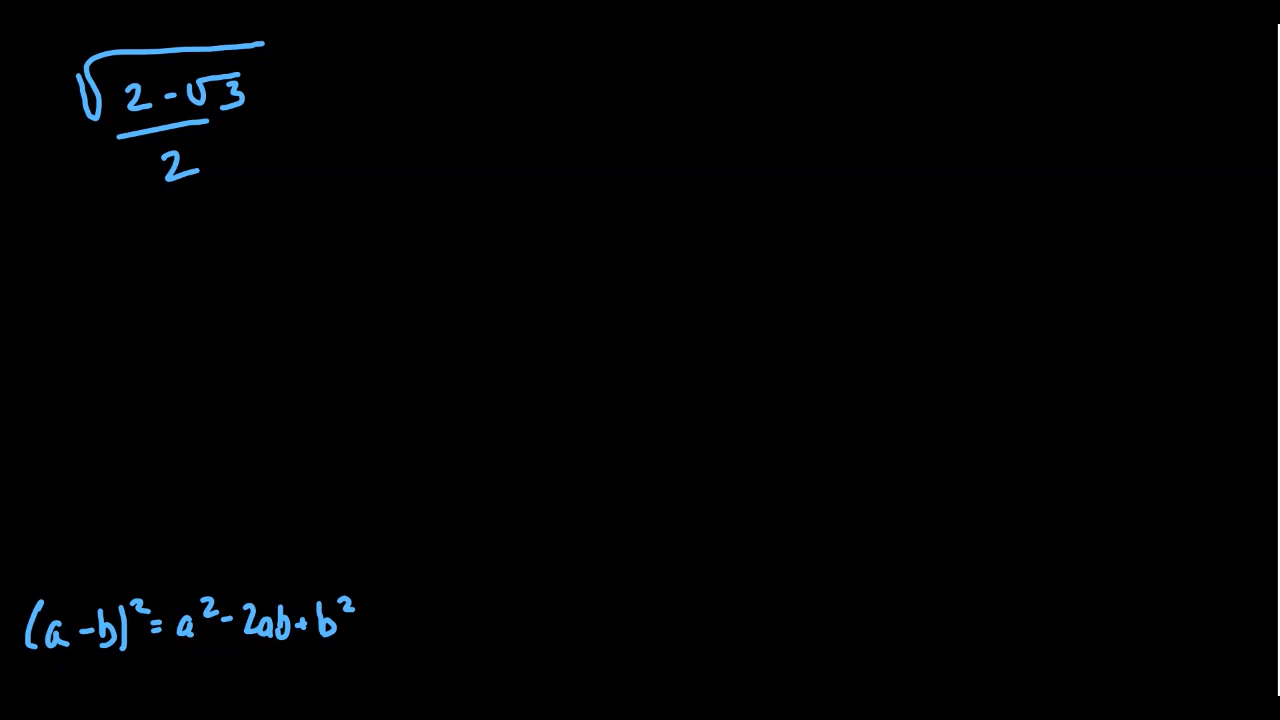 √2 - √3
2
(a - b)² = a² - 2ab + b²